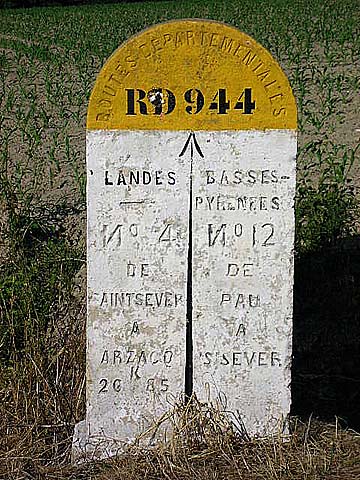 ROUTES DEPARTEMENTALES
RD 944
LANDES
No 4
DE
AINTSEVER
A
ARZACQ
K
20 85
BASSES-
PYRENEES
No 12
DE
PAU
A
S'SEVER